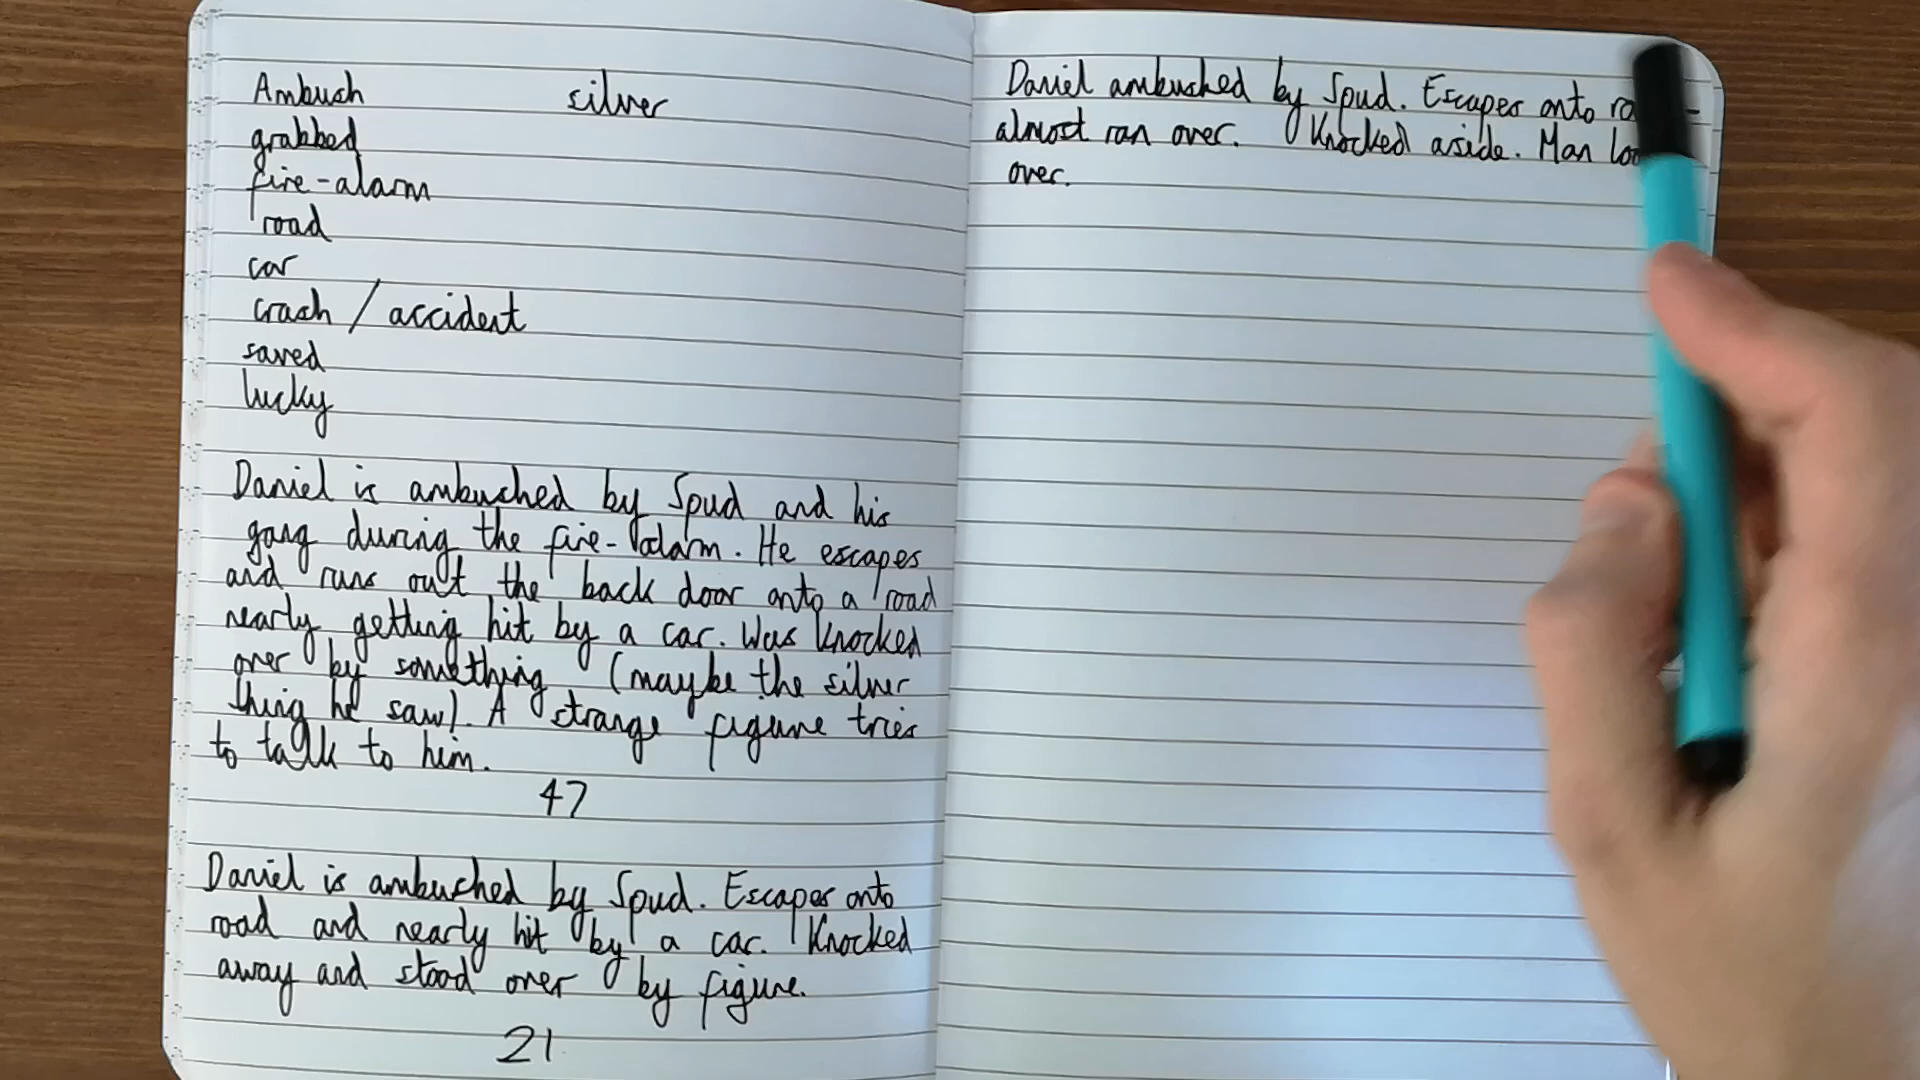 Ambush silver
grabbed
fire-alarm
road
car
crash / accident
saved
lucky
Daniel is ambushed by Spud and his
gang during the fire-alarm. He escapes
and runs out the back door onto a road
nearly getting hit by a car. Was knocked
over by something (maybe the silver
thing he saw). A strange figure tries
to talk to him.
47
Daniel is ambushed by Spud. Escapes onto
road and nearly hit by a car. Knocked
away and stood over by figure.
21
Daniel ambushed by Spud. Escapes onto
almost ran over. Knocked aside. Man
over.